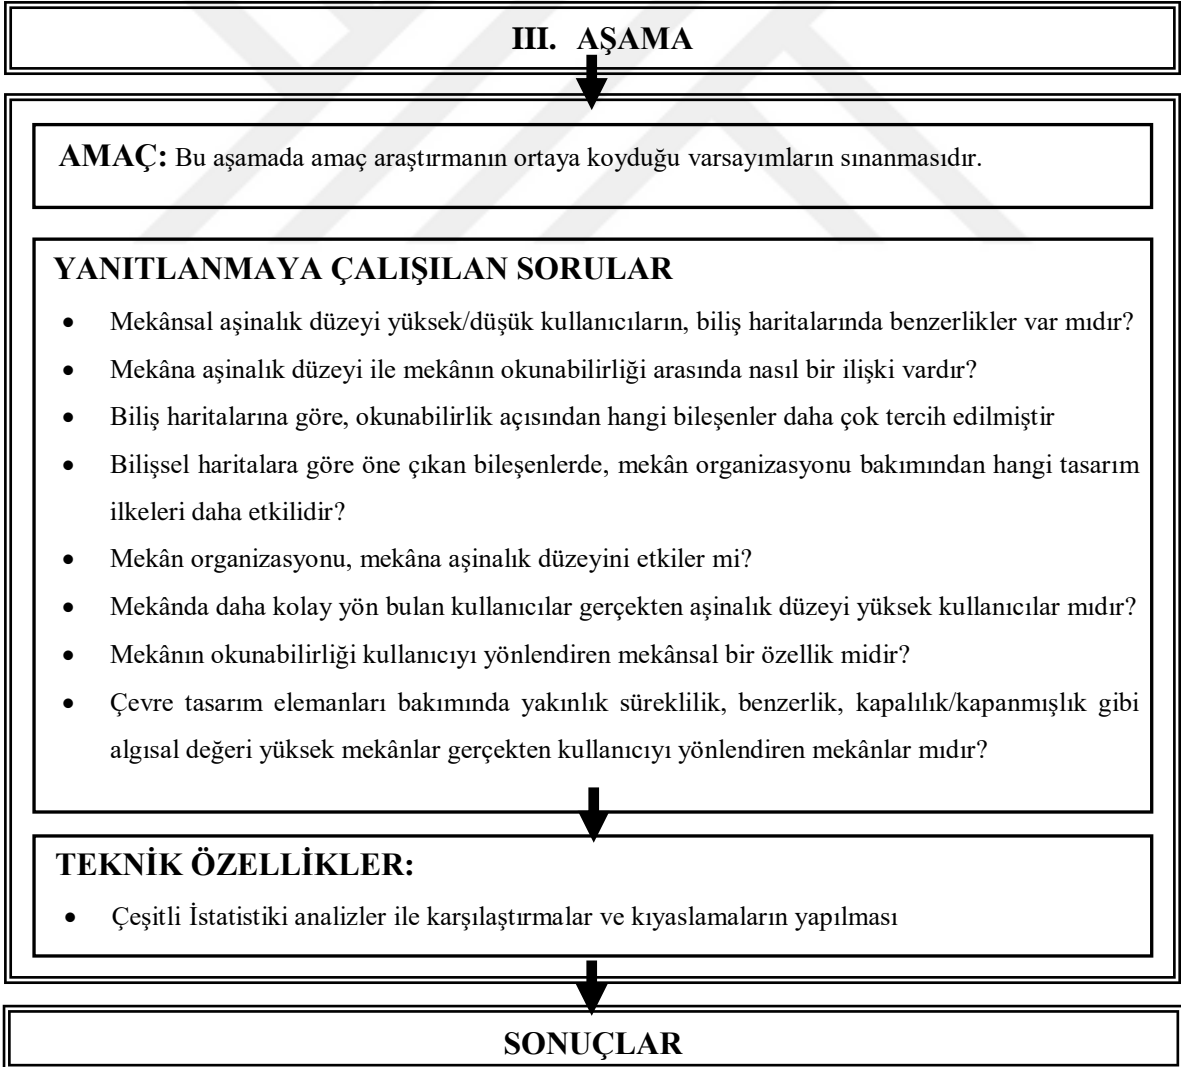 III. AŞAMA
AMAÇ: Bu aşamada amaç araştırmanın ortaya koyduğu varsayımların sınanmasıdır.
YANITLANMAYA ÇALIŞILAN SORULAR
• Mekânsal aşinalık düzeyi yüksek/düşük kullanıcıların, biliş haritalarında benzerlikler var mıdır?
• Mekâna aşinalık düzeyi ile mekânın okunabilirliği arasında nasıl bir ilişki vardır?
• Biliş haritalarına göre, okunabilirlik açısından hangi bileşenler daha çok tercih edilmiştir
• Bilişsel haritalara göre öne çıkan bileşenlerde, mekân organizasyonu bakımından hangi tasarım
ilkeleri daha etkilidir?
• Mekân organizasyonu, mekâna aşinalık düzeyini etkiler mi?
• Mekânda daha kolay yön bulan kullanıcılar gerçekten aşinalık düzeyi yüksek kullanıcılar mıdır?
• Mekânın okunabilirliği kullanıcıyı yönlendiren mekânsal bir özellik midir?
• Çevre tasarım elemanları bakımında yakınlık süreklilik, benzerlik, kapalılık/kapanmışlık gibi
algısal değeri yüksek mekânlar gerçekten kullanıcıyı yönlendiren mekânlar mıdır?
TEKNİK ÖZELLİKLER:
• Çeşitli İstatistiki analizler ile karşılaştırmalar ve kıyaslamaların yapılması
SONUÇLAR